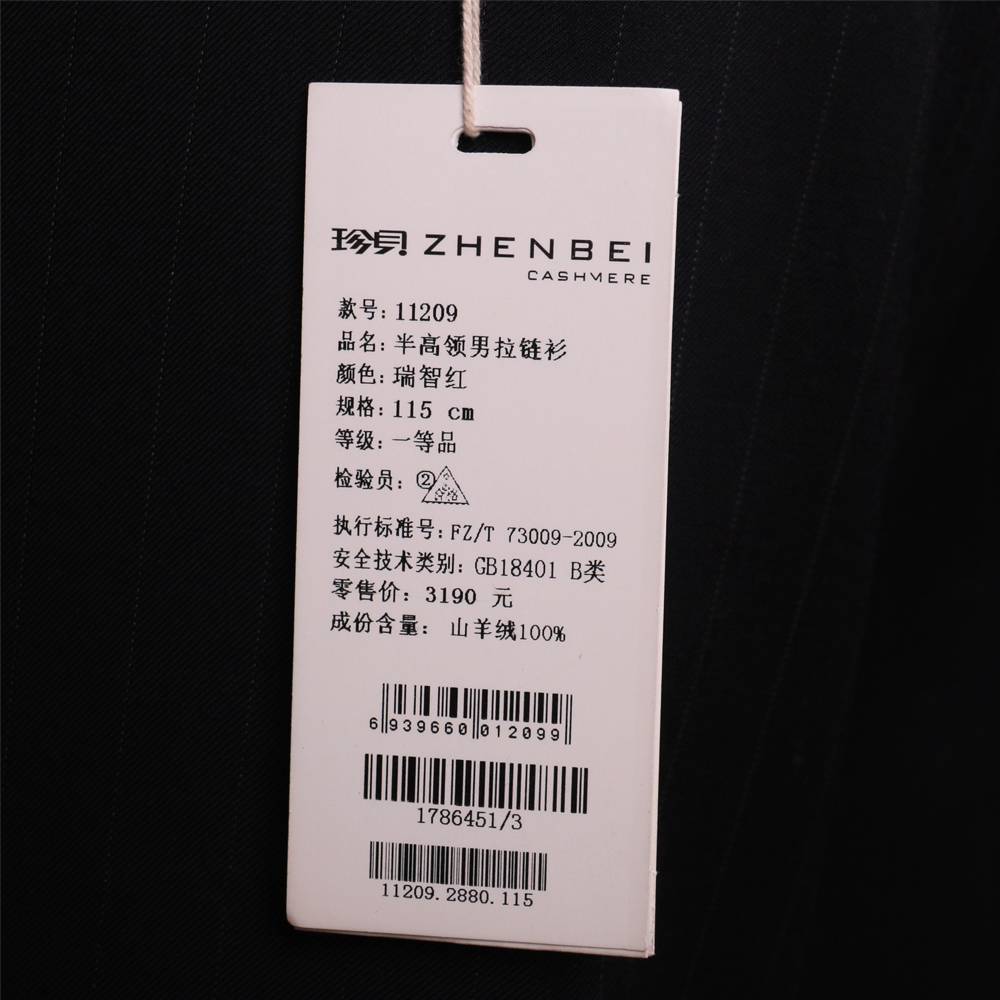 珍貝 ZHENBEI
CASHMERE
款号: 11209
品名: 半高领男拉链衫
颜色: 瑞智红
规格: 115 cm
等级: 一等品
检验员: ②
执行标准号: FZ/T 73009-2009
安全技术类别: GB18401 B类
零售价: 3190 元
成份含量: 山羊绒100%
6 939660 012099
1786451/3
11209.2880.115